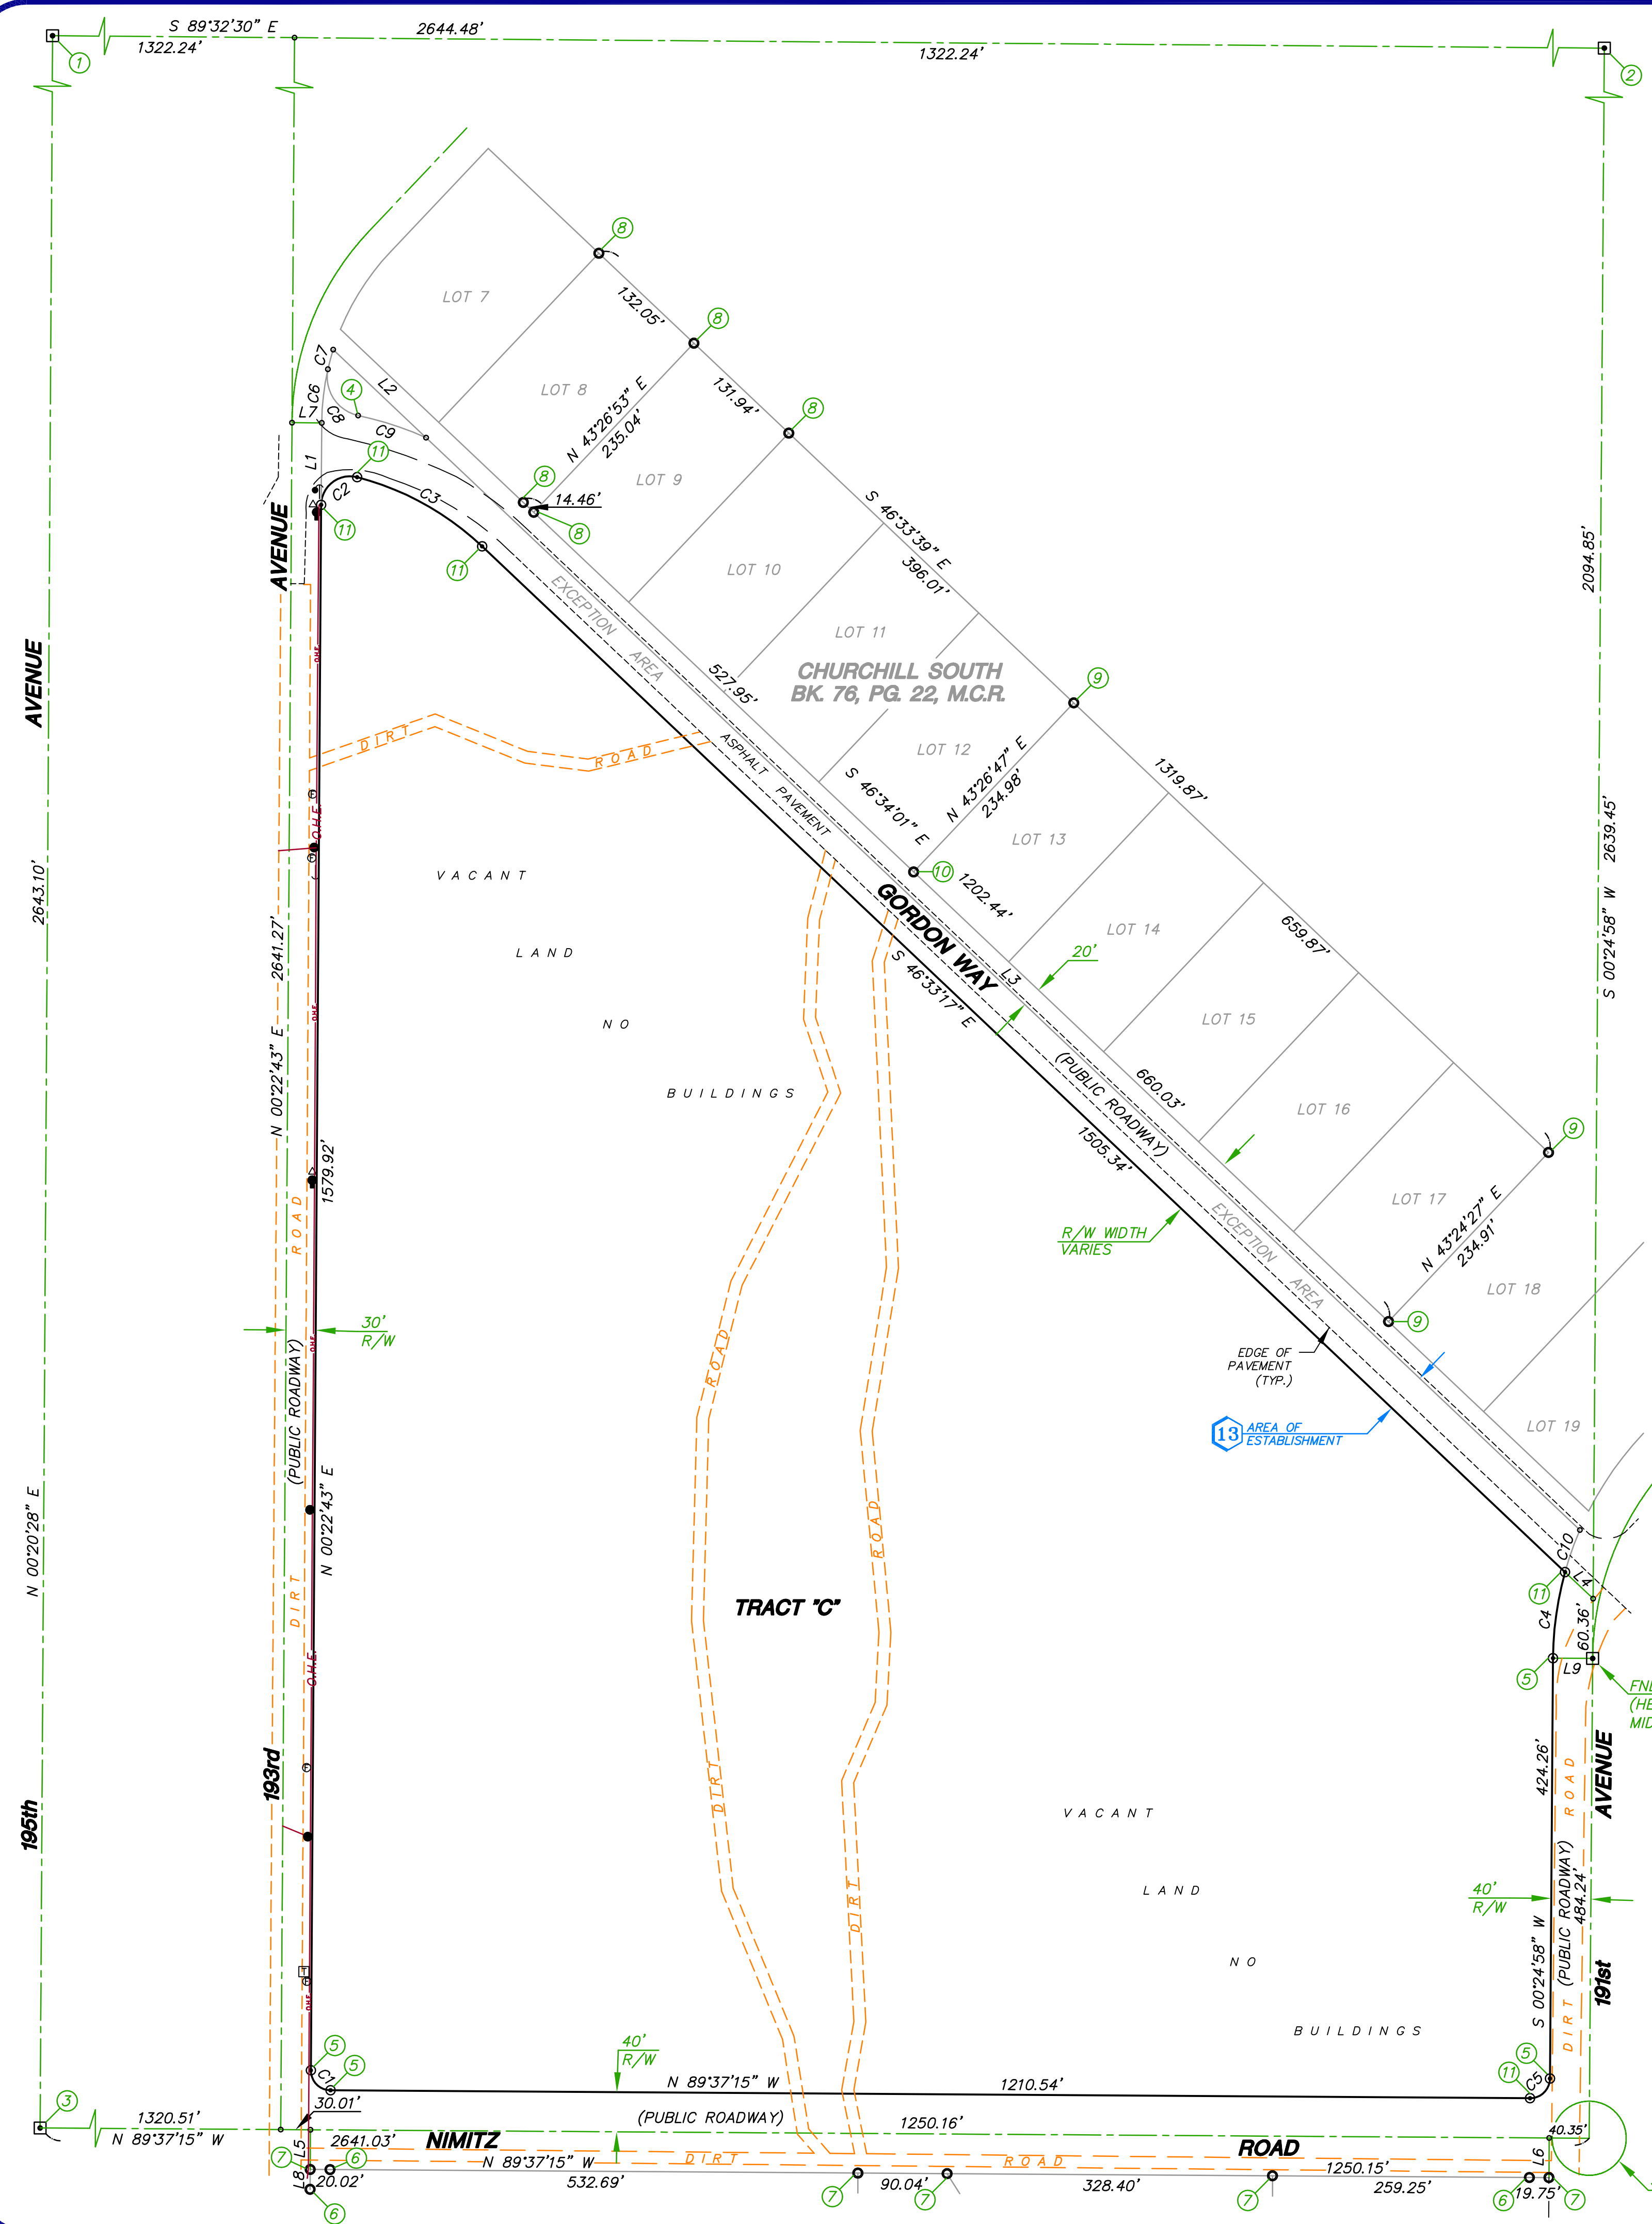 S 89°32'30" E
2644.48'
1322.24'
1322.24'
1
2
8
LOT 7
132.05'
8
C7
L2
4
C6
C8
L7
C9
LOT 8
N 43°26'53" E
235.04'
131.94'
8
11
L1
C2
C3
11
11
8
14.46'
8
LOT 9
S 46°33'39" E
396.01'
LOT 10
2094.85'
AVENUE
AVENUE
EXCEPTION AREA
LOT 11
527.95'
CHURCHILL SOUTH
BK. 76, PG. 22, M.C.R.
9
O.H.E.
DIRT ROAD
ASPHALT PAVEMENT
LOT 12
S 46°34'01" E
N 43°26'47" E
234.98'
1319.87'
LOT 13
2643.10'
S 00°24'58" W 2639.45'
O.H.E.
VACANT
LAND
NO
BUILDINGS
10
1202.44'
GORDON WAY
LOT 14
659.87'
2641.27'
N 00°22'43" E
20'
L3
S 46°33'17" E
LOT 15
O.H.E.
(PUBLIC ROADWAY)
660.03'
1505.34'
LOT 16
9
1579.92'
ROAD
LOT 17
N 43°24'27" E
234.91'
R/W WIDTH
VARIES
EXCEPTION AREA
LOT 18
30'
R/W
O.H.E.
9
ROAD
(PUBLIC ROADWAY)
EDGE OF
PAVEMENT
(TYP.)
13
AREA OF
ESTABLISHMENT
LOT 19
N 00°22'43" E
N 00°20'28" E
ROAD
C10
L4
11
DIRT
TRACT "C"
C4
60.36'
O.H.E.
5
L9
193rd
195th
DIRT
424.26'
ROAD
AVENUE
VACANT
LAND
NO
BUILDINGS
DIRT
40'
R/W
(PUBLIC ROADWAY)
484.24'
S 00°24'58" W
191st
DIRT
T
O.H.E.
5
5
C1
40'
R/W
5
11
C5
3
30.01'
N 89°37'15" W
1210.54'
1320.51'
N 89°37'15" W
(PUBLIC ROADWAY)
1250.16'
40.35'
2641.03'
NIMITZ
ROAD
L5
7
6
N 89°37'15" W
DIRT
ROAD
1250.15'
L6
L8
20.02'
532.69'
7
90.04'
7
328.40'
7
259.25'
6
19.75'
7
6